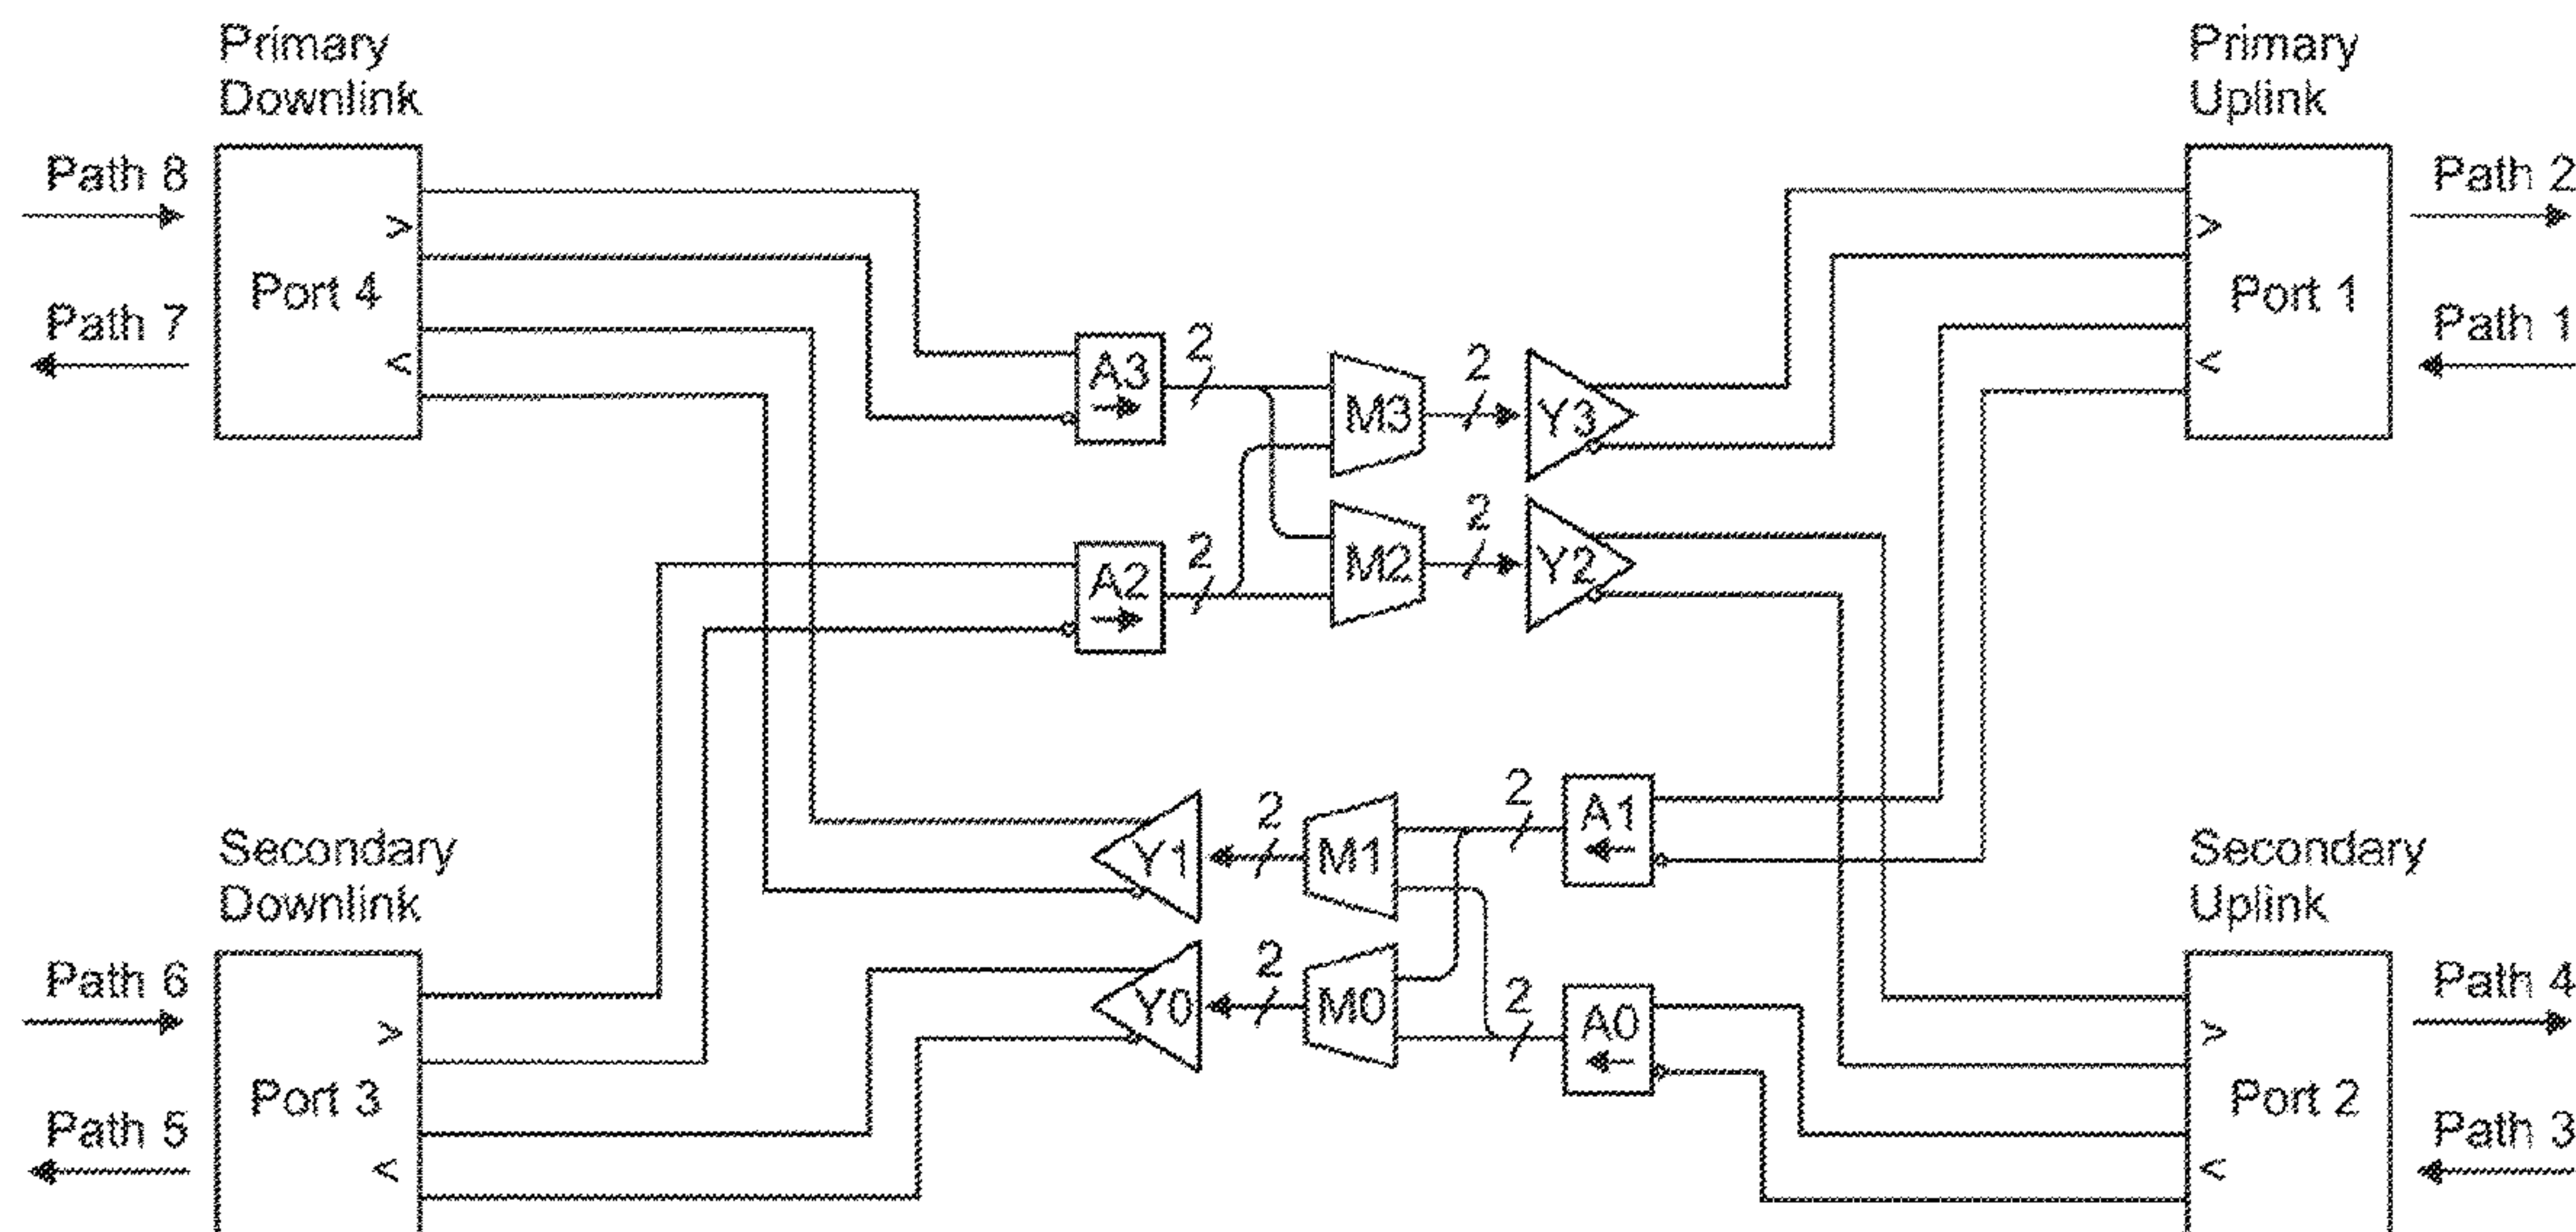 Primary
Downlink
Primary
Uplink
Path 8
Path 2
>
>
Port 4
Port 1
Path 7
Path 1
<
<
A3
2
M3
2
Y3
A2
2
M2
2
Y2
Y1
2
M1
2
A1
Secondary
Downlink
Secondary
Uplink
Y0
2
M0
2
A0
Path 6
Path 4
>
>
Port 3
Port 2
Path 5
Path 3
<
<